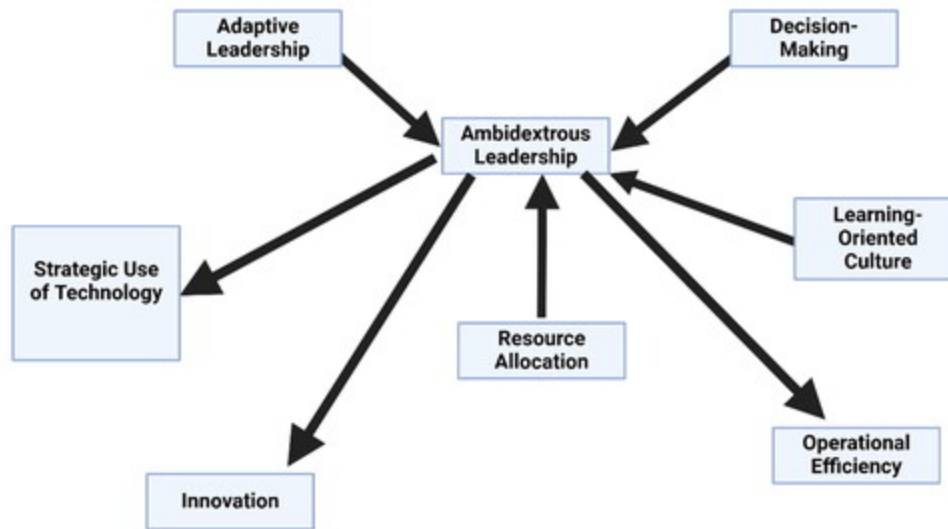 Adaptive
Leadership
Decision-
Making
Ambidextrous
Leadership
Learning-
Oriented
Culture
Strategic Use
of Technology
Resource
Allocation
Operational
Efficiency
Innovation